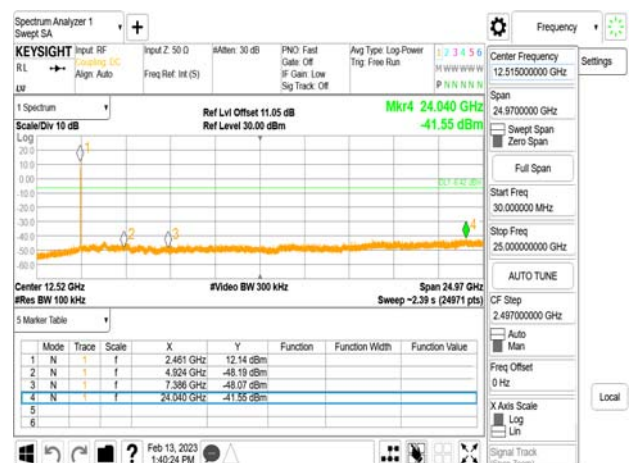 Spectrum Analyzer 1
Swept SA
+
Frequency
KEYSIGHT
RL
Input: RF
Coupling: DC
Align: Auto
Input Z: 50 Ω
Freq Ref: Int (S)
#Atten: 30 dB
PNO: Fast
Gate: Off
IF Gain: Low
Sig Track: Off
Avg Type: Log-Power
Trig: Free Run
1 2 3 4 5 6
M W W W W W
P N N N N N
1 Spectrum
Scale/Div 10 dB
Ref Lvl Offset 11.05 dB
Ref Level 30.00 dBm
Mkr4 24.040 GHz
-41.55 dBm
Log
20.0
10.0
0.00
-10.0
-20.0
-30.0
-40.0
-50.0
-60.0
1
2
3
4
Center 12.52 GHz
#Res BW 100 kHz
#Video BW 300 kHz
Span 24.97 GHz
Sweep ~2.39 s (24971 pts)
5 Marker Table
Mode Trace Scale X Y Function Function Width Function Value
1 N 1 f 2.461 GHz 12.14 dBm
2 N 1 f 4.924 GHz -48.19 dBm
3 N 1 f 7.386 GHz -48.07 dBm
4 N 1 f 24.040 GHz -41.55 dBm
5
6
?
Feb 13, 2023
1:40:24 PM
Center Frequency
12.515000000 GHz
Span
24.9700000 GHz
Swept Span
Zero Span
Full Span
Start Freq
30.000000 MHz
Stop Freq
25.000000000 GHz
AUTO TUNE
CF Step
2.497000000 GHz
Auto
Man
Freq Offset
0 Hz
X Axis Scale
Log
Lin
Signal Track
Settings
Local